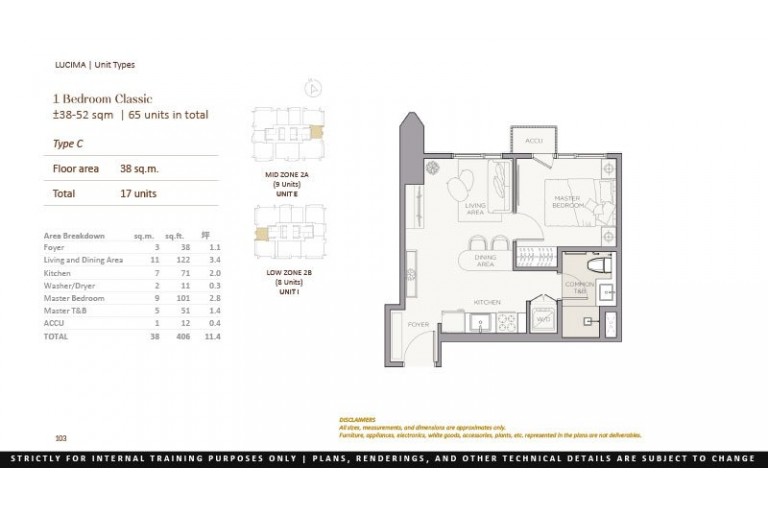 LUCIMA | Unit Types
1 Bedroom Classic
±38-52 sqm | 65 units in total
Type C
Floor area 38 sq.m.
Total 17 units
Area Breakdown sq.m. sq.ft. 坪
Foyer 3 38 1.1
Living and Dining Area 11 122 3.4
Kitchen 7 71 2.0
Washer/Dryer 2 11 0.3
Master Bedroom 9 101 2.8
Master T&B 5 51 1.4
ACCU 1 12 0.4
TOTAL 38 406 11.4
MID ZONE 2A
(9 Units)
UNIT E
LOW ZONE 2B
(8 Units)
UNIT I
ACCU
LIVING
AREA
MASTER
BEDROOM
DINING
AREA
COMMON
T&B
KITCHEN
W/D
FOYER
DISCLAIMERS
All sizes, measurements, and dimensions are approximates only.
Furniture, appliances, electronics, white goods, accessories, plants, etc. represented in the plans are not deliverables.
103
STRICTLY FOR INTERNAL TRAINING PURPOSES ONLY | PLANS, RENDERINGS, AND OTHER TECHNICAL DETAILS ARE SUBJECT TO CHANGE